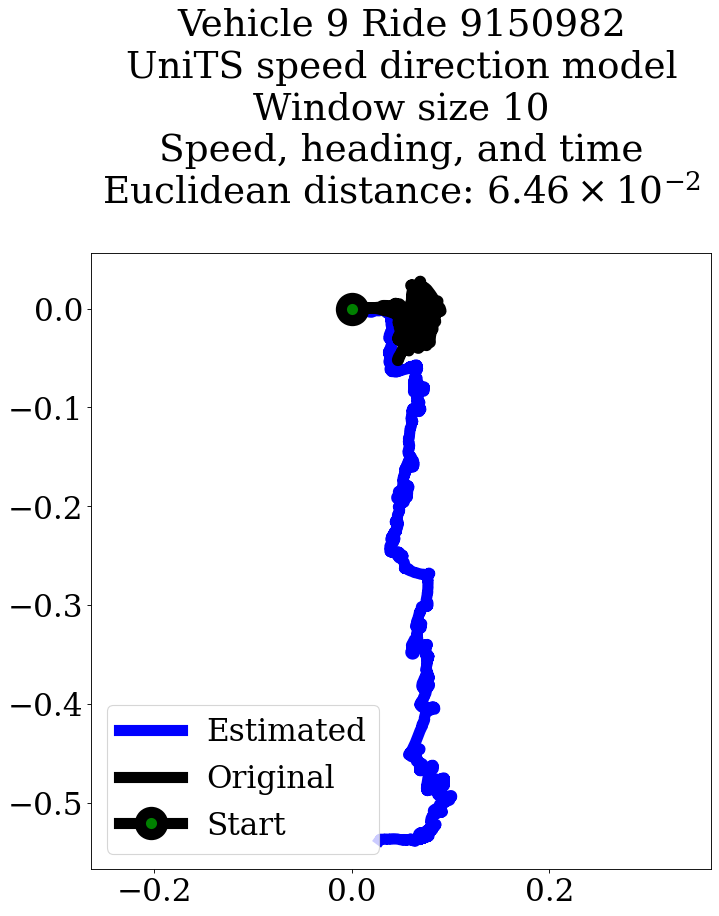 Vehicle 9 Ride 9150982
UniTS speed direction model
Window size 10
Speed, heading, and time
Euclidean distance: 6.46 × 10⁻²
0.0
−0.1
−0.2
−0.3
−0.4
−0.5
Estimated
Original
Start
−0.2 0.0 0.2